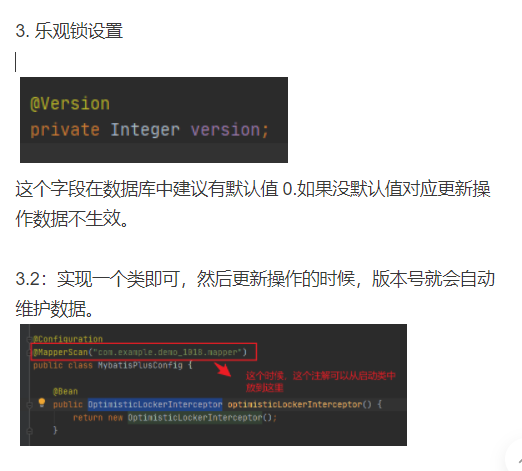 3. 乐观锁设置
@Version
private Integer version;
这个字段在数据库中建议有默认值 0.如果没默认值对应更新操
作数据不生效。
3.2：实现一个类即可，然后更新操作的时候，版本号就会自动
维护数据。
@Configuration
@MapperScan("com.example.demo_1918.mapper")
public class MybatisPlusConfig {
这个时候，这个注解可以从启动类中
放到这里
@Bean
public OptimisticLockerInterceptor optimisticLockerInterceptor() {
return new OptimisticLockerInterceptor();
}